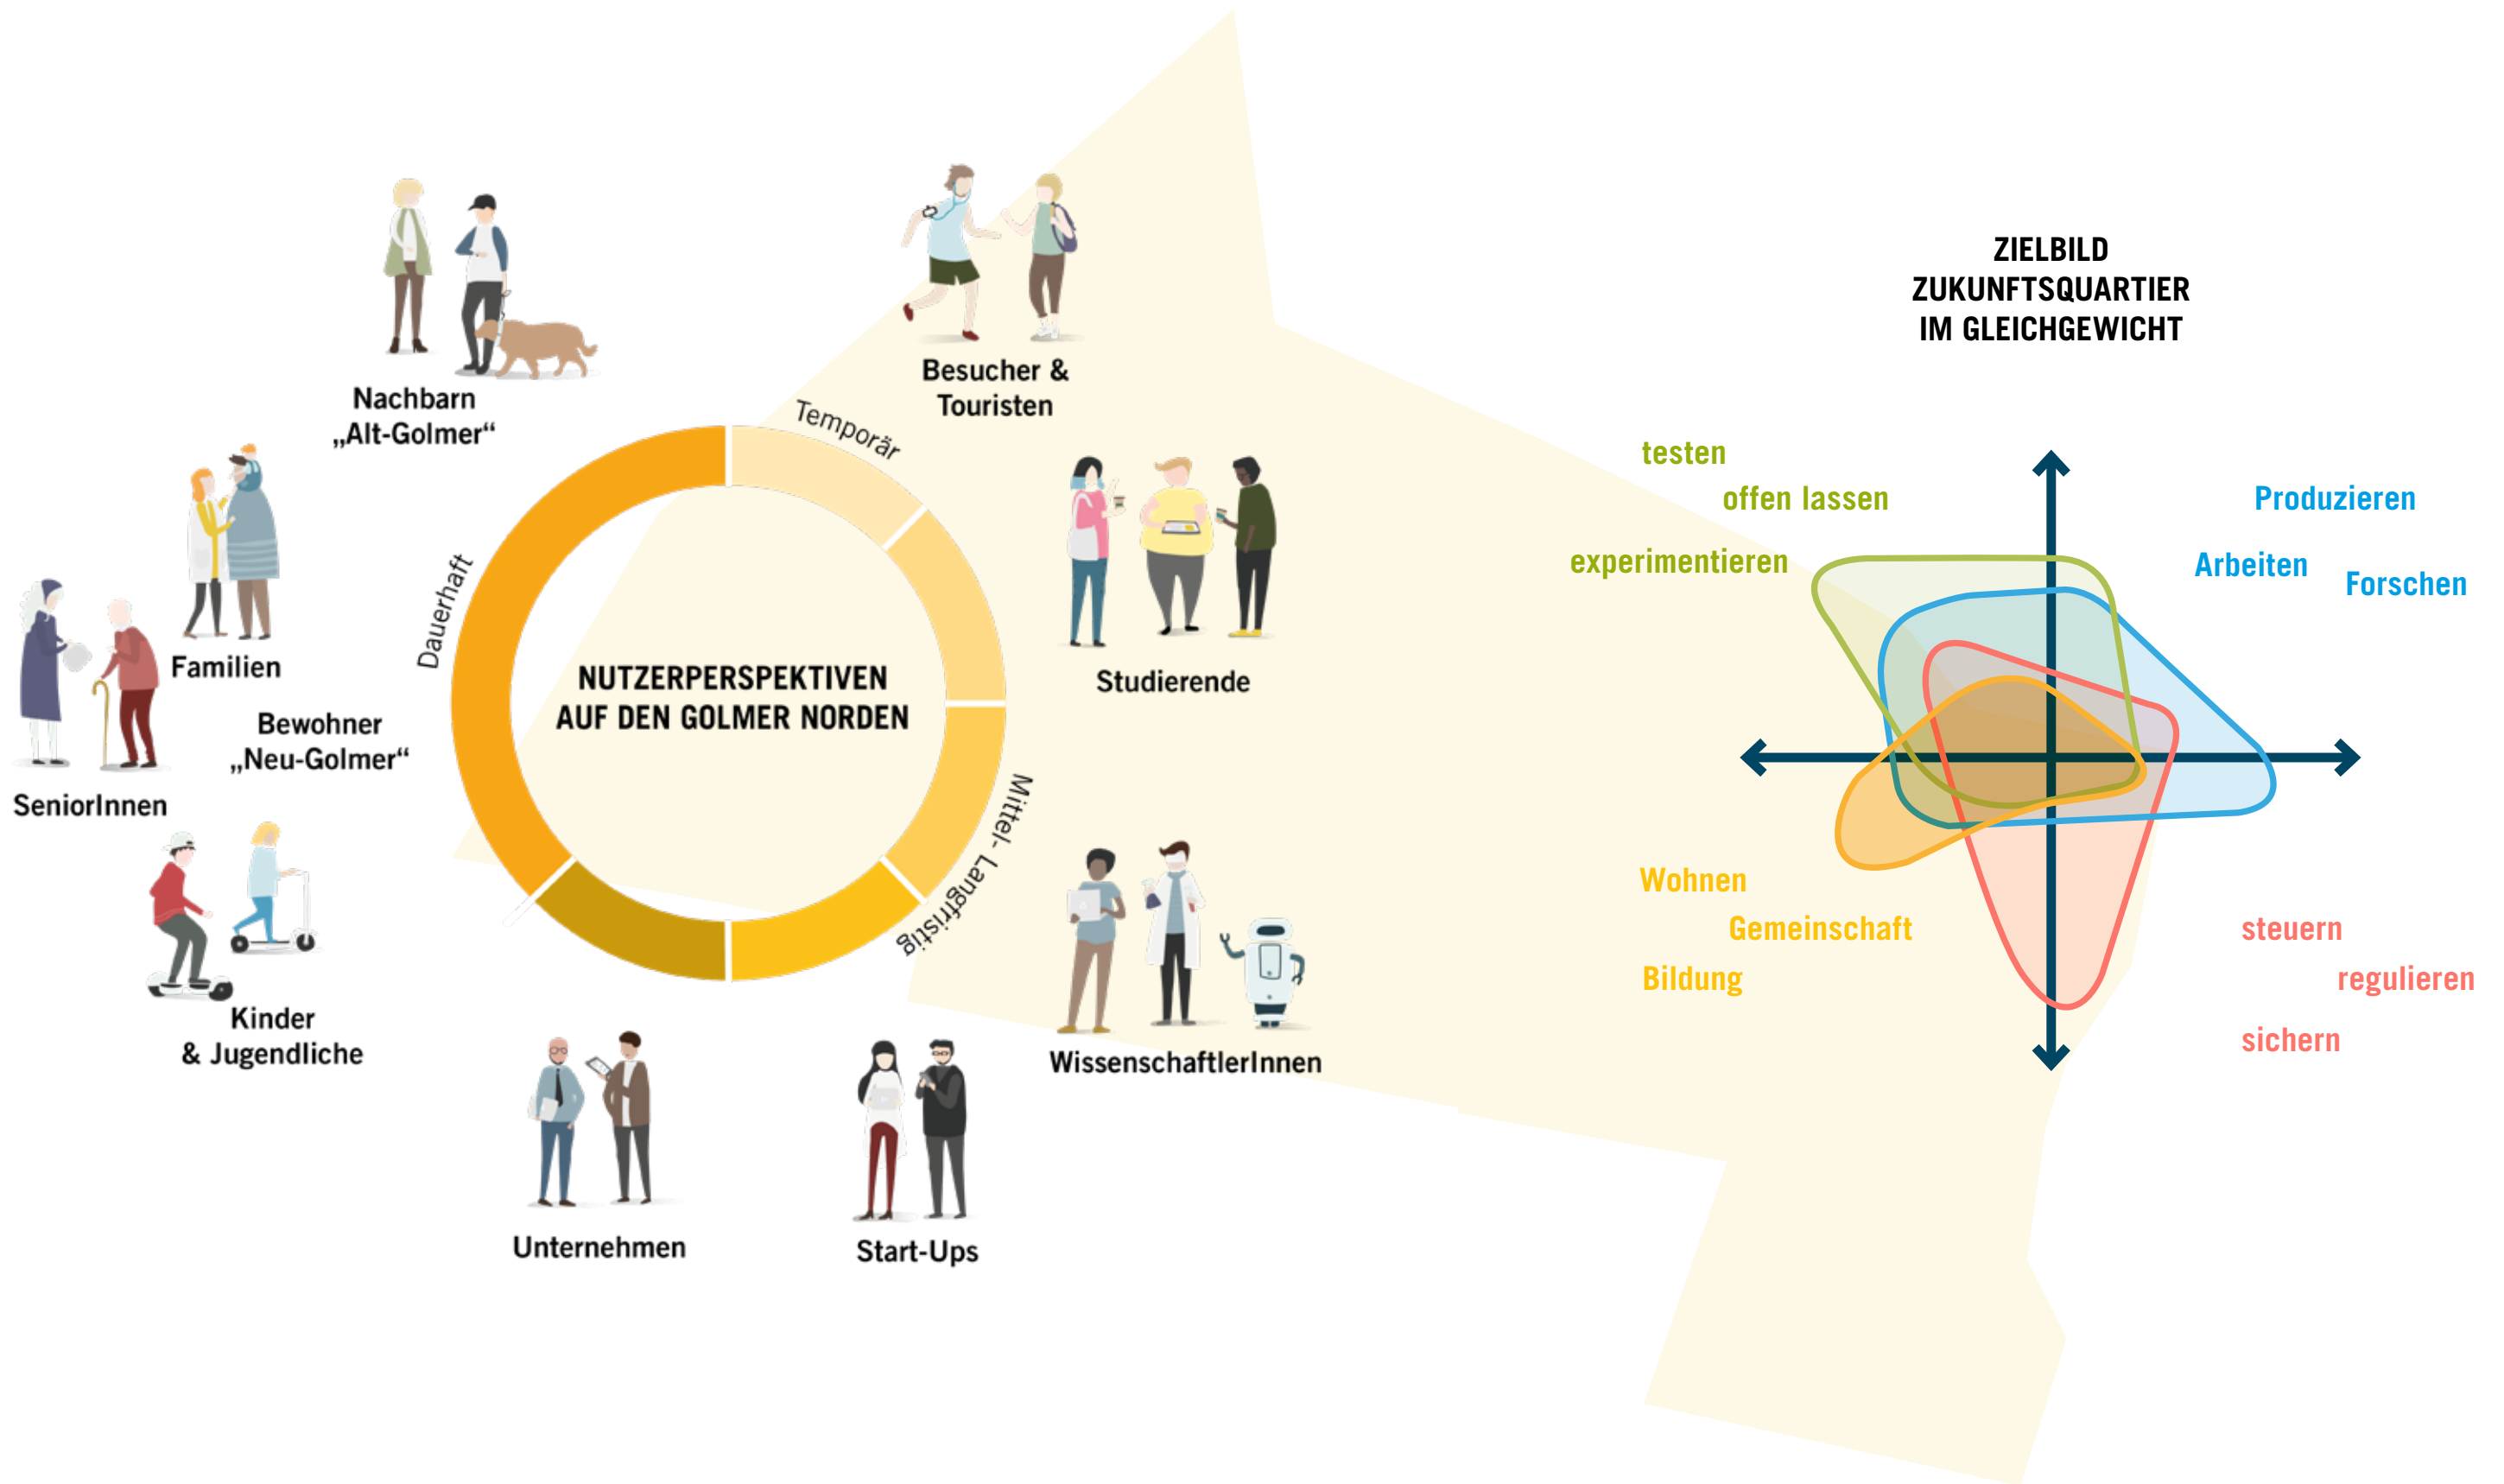 Nachbarn
„Alt-Golmer“
Besucher &
Touristen
Temporär
Studierende
Dauerhaft
Familien
Bewohner
„Neu-Golmer“
SeniorInnen
NUTZERPERSPEKTIVEN
AUF DEN GOLMER NORDEN
Mittel- Langfristig
Kinder
& Jugendliche
WissenschaftlerInnen
Unternehmen
Start-Ups
ZIELBILD
ZUKUNFTSQUARTIER
IM GLEICHGEWICHT
testen
offen lassen
experimentieren
Produzieren
Arbeiten
Forschen
Wohnen
Gemeinschaft
Bildung
steuern
regulieren
sichern